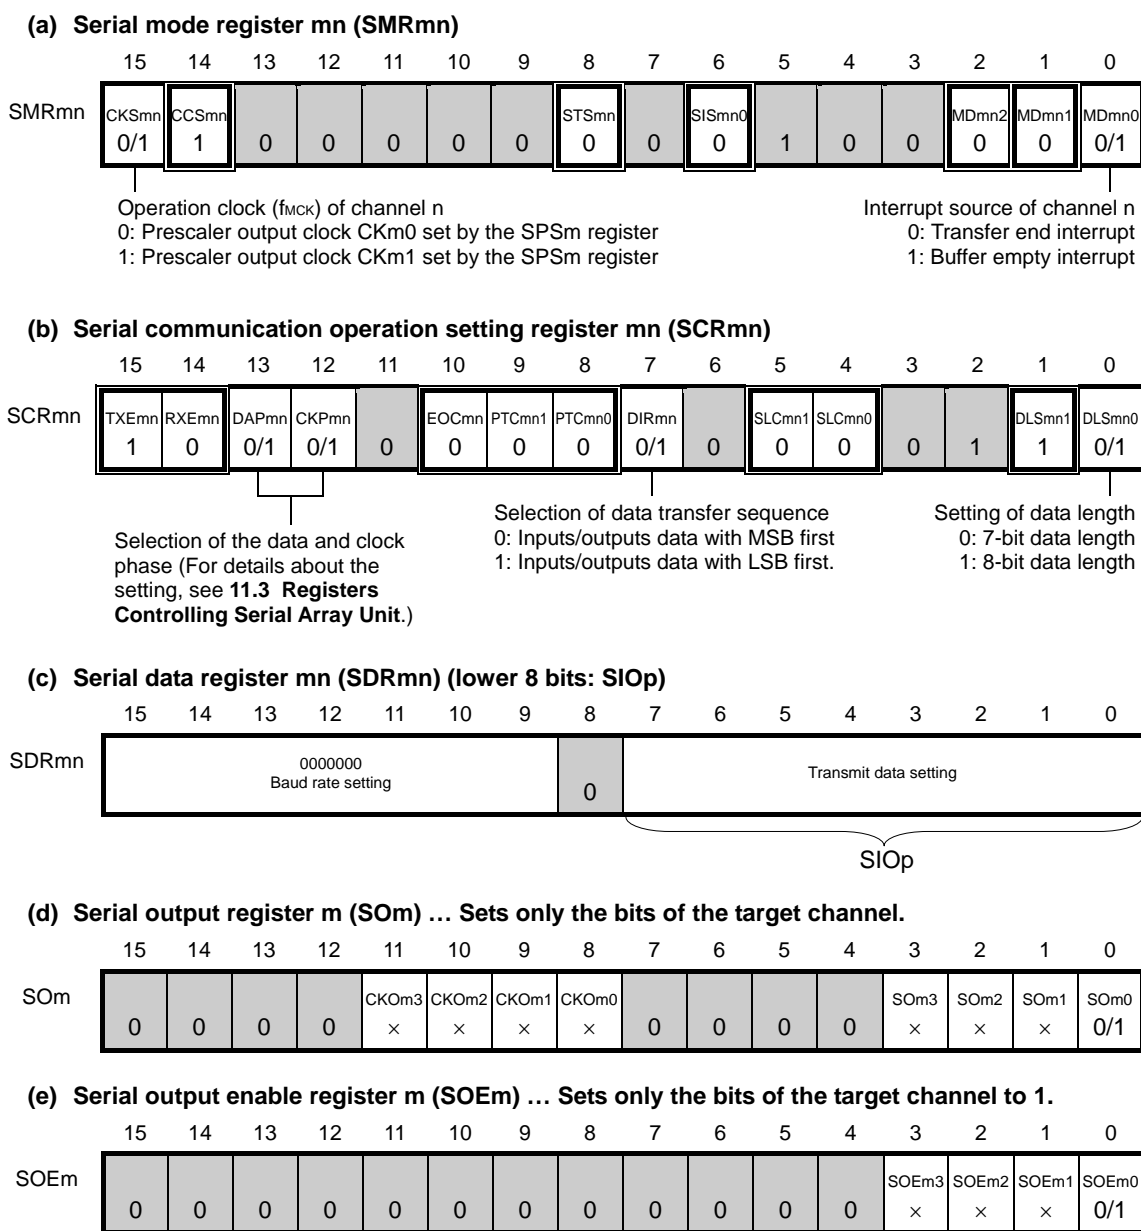 (a) Serial mode register mn (SMRmn)
15 14 13 12 11 10 9 8 7 6 5 4 3 2 1 0
SMRmn CKSmn CCSmn STSmn SISmn0 MDmn2 MDmn1 MDmn0
0/1 1 0 0 0 0 0 0 0 0 1 0 0 0 0 0/1
Operation clock (fMCK) of channel n
0: Prescaler output clock CKm0 set by the SPSm register
1: Prescaler output clock CKm1 set by the SPSm register
Interrupt source of channel n
0: Transfer end interrupt
1: Buffer empty interrupt
(b) Serial communication operation setting register mn (SCRmn)
15 14 13 12 11 10 9 8 7 6 5 4 3 2 1 0
SCRmn TXEmn RXEmn DAPmn CKPmn EOCmn PTCmn1 PTCmn0 DIRmn SLCmn1 SLCmn0 DLSmn1 DLSmn0
1 0 0/1 0/1 0 0 0 0 0/1 0 0 0 0 1 1 0/1
Selection of the data and clock
phase (For details about the
setting, see 11.3 Registers
Controlling Serial Array Unit.)
Selection of data transfer sequence
0: Inputs/outputs data with MSB first
1: Inputs/outputs data with LSB first.
Setting of data length
0: 7-bit data length
1: 8-bit data length
(c) Serial data register mn (SDRmn) (lower 8 bits: SIOp)
15 14 13 12 11 10 9 8 7 6 5 4 3 2 1 0
SDRmn
0000000
Baud rate setting
0
Transmit data setting
SIOp
(d) Serial output register m (SOm) … Sets only the bits of the target channel.
15 14 13 12 11 10 9 8 7 6 5 4 3 2 1 0
SOm CKOm3 CKOm2 CKOm1 CKOm0 SOm3 SOm2 SOm1 SOm0
0 0 0 0 × × × × 0 0 0 0 × × × 0/1
(e) Serial output enable register m (SOEm) … Sets only the bits of the target channel to 1.
15 14 13 12 11 10 9 8 7 6 5 4 3 2 1 0
SOEm SOEm3 SOEm2 SOEm1 SOEm0
0 0 0 0 0 0 0 0 0 0 0 0 × × × 0/1